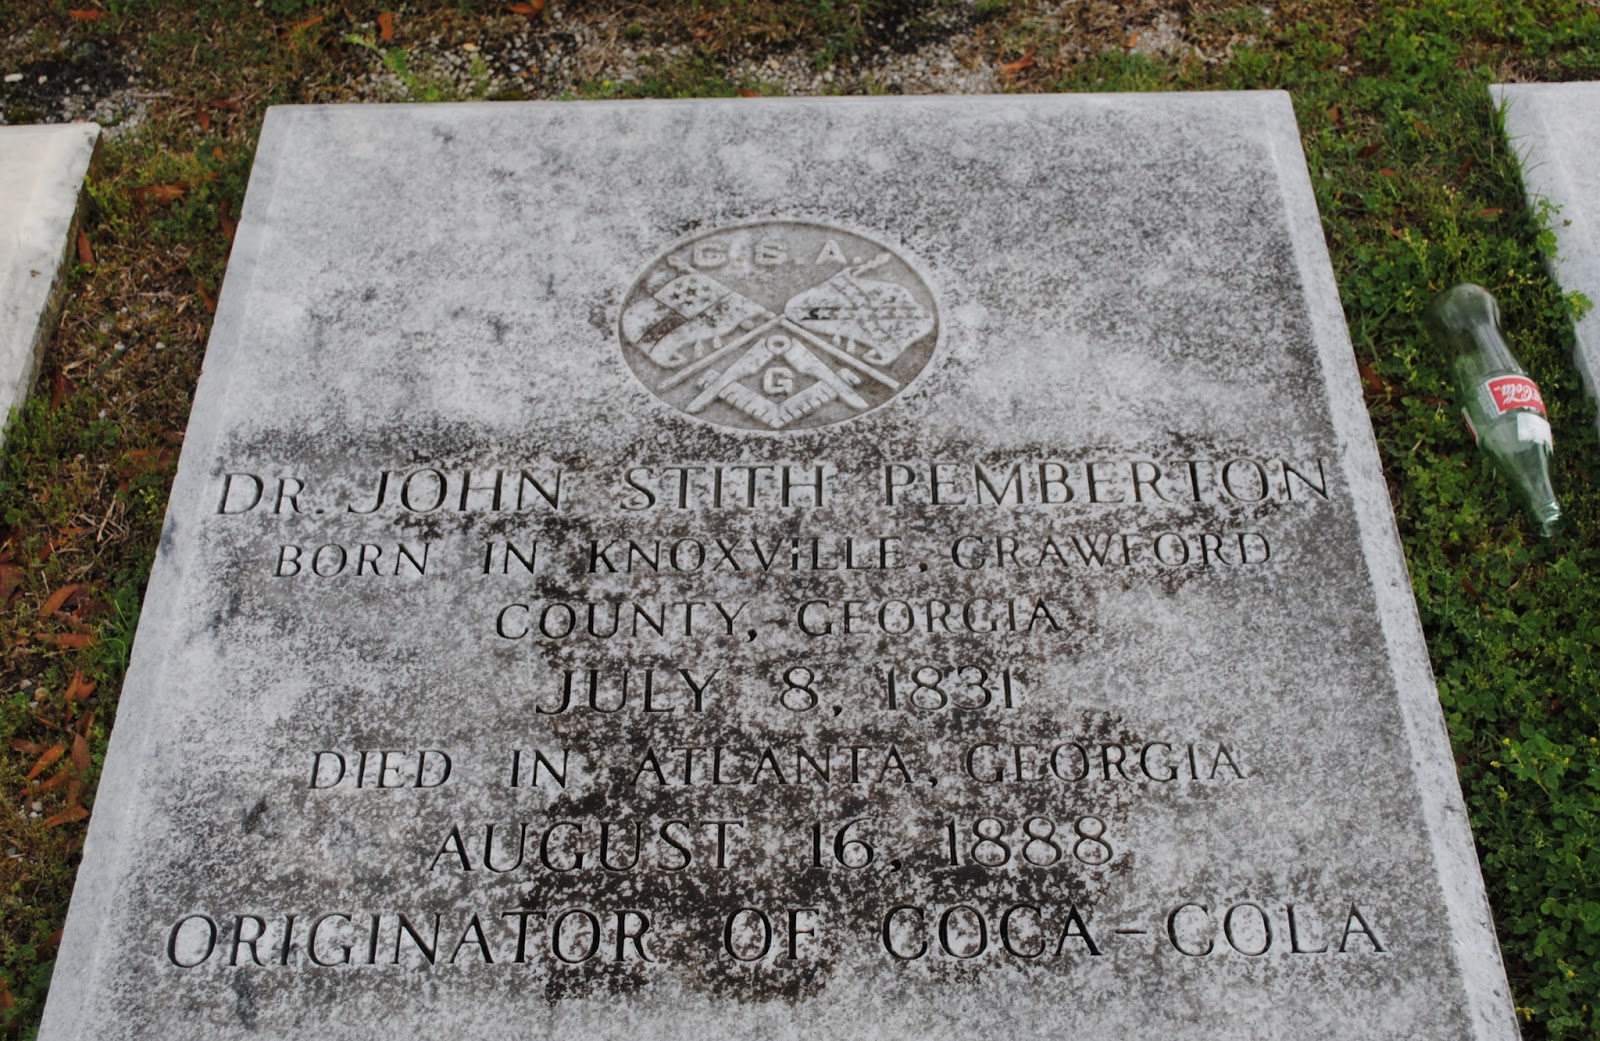 C.S.A.
G
DR. JOHN STITH PEMBERTON
BORN IN KNOXViLLE, CRAWFORD
COUNTY, GEORGIA
JULY 8, 1831
DIED IN ATLANTA, GEORGIA
AUGUST 16, 1888
ORIGINATOR OF COCA-COLA
Cola